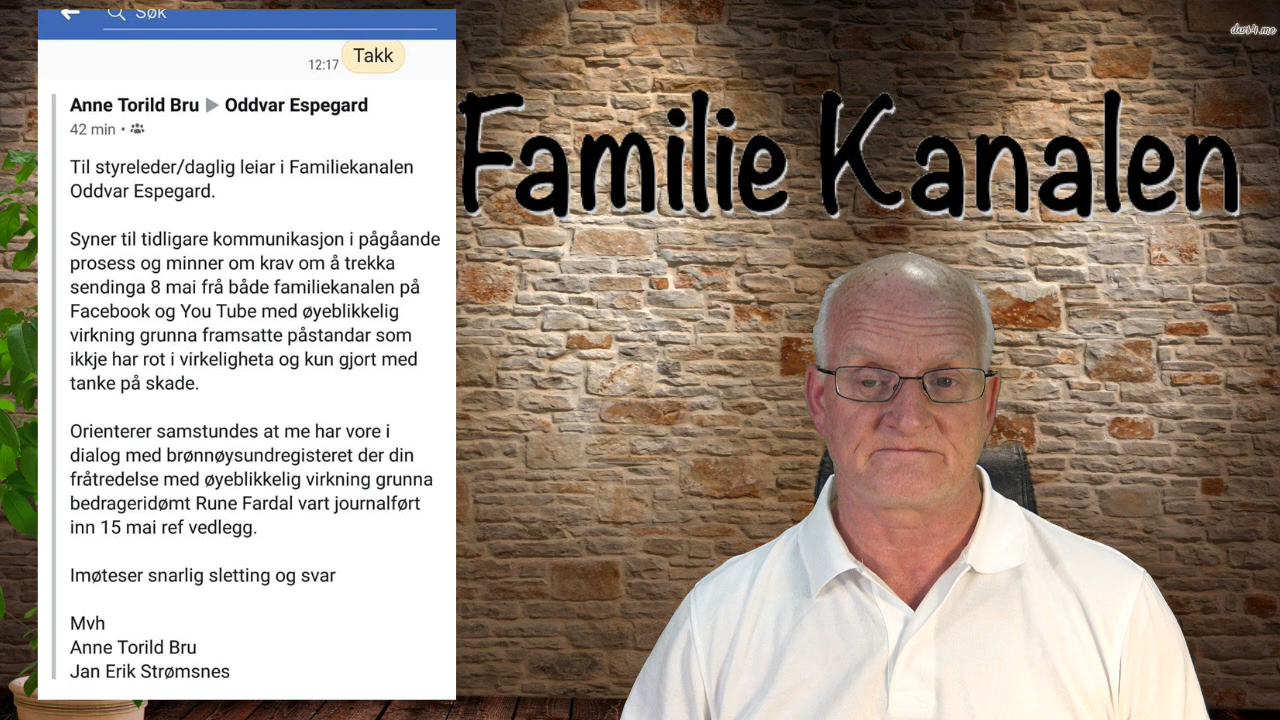 Søk
12:17 Takk
Anne Torild Bru ▶ Oddvar Espegard
42 min •
Til styreleder/daglig leiar i Familiekanalen
Oddvar Espegard.
Syner til tidligare kommunikasjon i pågåande
prosess og minner om krav om å trekka
sendinga 8 mai frå både familiekanalen på
Facebook og You Tube med øyeblikkelig
virkning grunna framsatte påstandar som
ikkje har rot i virkeligheta og kun gjort med
tanke på skade.
Orienterer samstundes at me har vore i
dialog med brønnøysundregisteret der din
fråtredelse med øyeblikkelig virkning grunna
bedrageridømt Rune Fardal vart journalført
inn 15 mai ref vedlegg.
Imøteser snarlig sletting og svar
Mvh
Anne Torild Bru
Jan Erik Strømsnes
Familie Kanalen